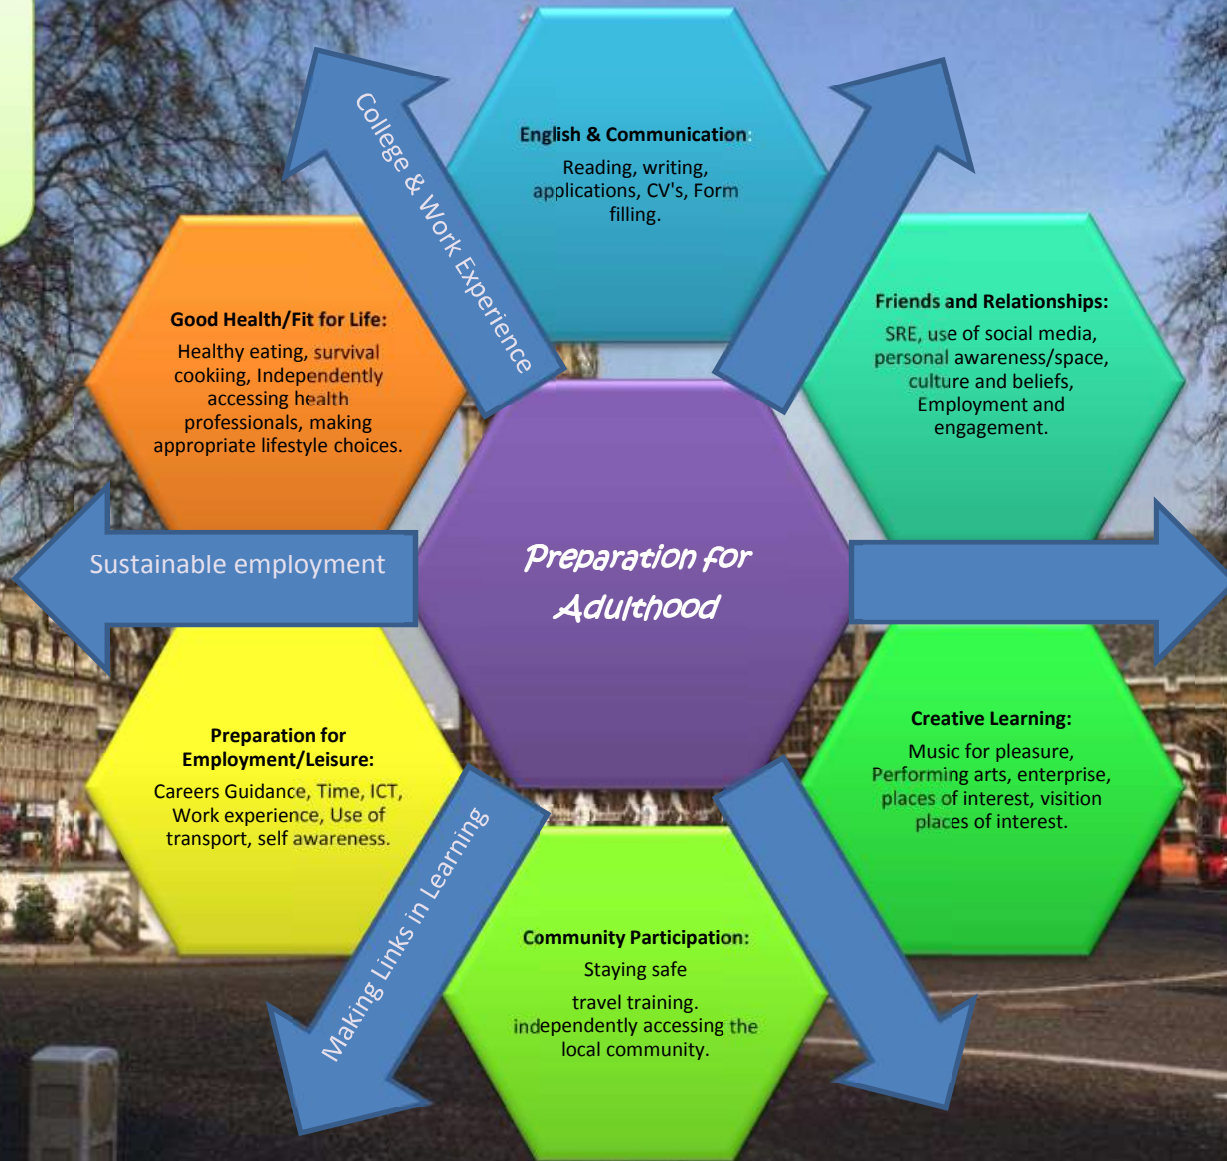 English & Communication:
Reading, writing,
applications, CV's, Form
filling.
College & Work Experience
Good Health/Fit for Life:
Healthy eating, survival
cookiing, Independently
accessing health
professionals, making
appropriate lifestyle choices.
Friends and Relationships:
SRE, use of social media,
personal awareness/space,
culture and beliefs,
Employment and
engagement.
Sustainable employment
Preparation for
Adulthood
Preparation for
Employment/Leisure:
Careers Guidance, Time, ICT,
Work experience, Use of
transport, self awareness.
Creative Learning:
Music for pleasure,
Performing arts, enterprise,
places of interest, visition
places of interest.
Making Links in Learning
Community Participation:
Staying safe
travel training.
independently accessing the
local community.